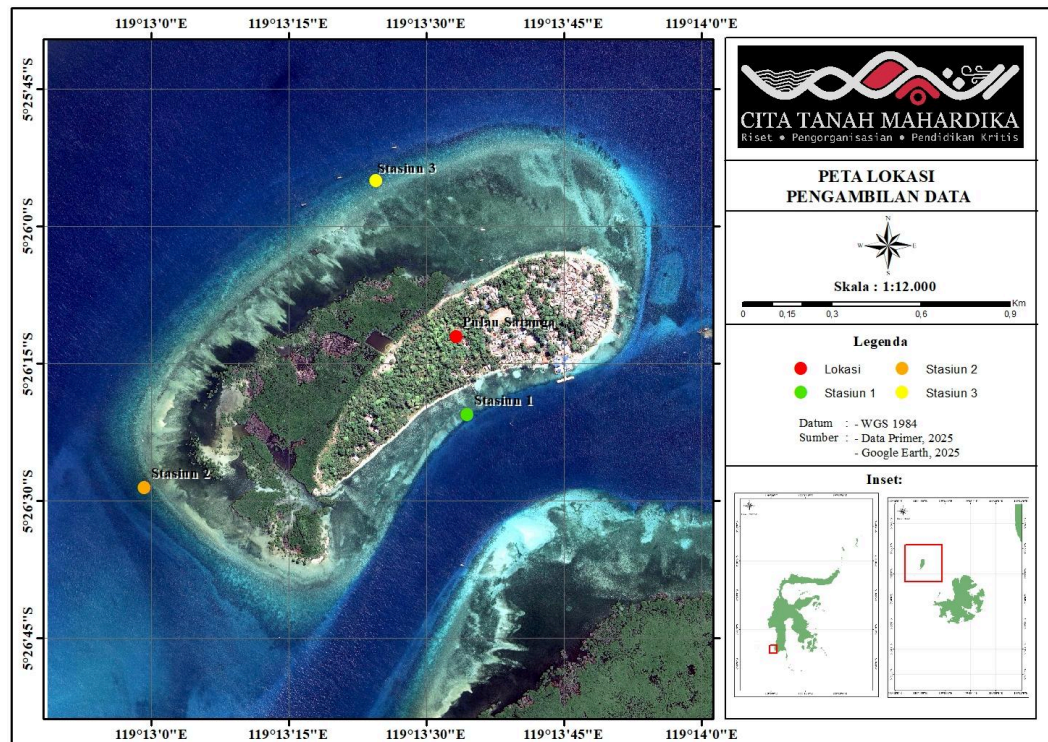 119°13'0"E 119°13'15"E 119°13'30"E 119°13'45"E 119°14'0"E
5°25'45"S
5°26'0"S
5°26'15"S
5°26'30"S
5°26'45"S
Stasiun 3
Pulau Satanga
Stasiun 1
Stasiun 2
119°13'0"E 119°13'15"E 119°13'30"E 119°13'45"E 119°14'0"E
CITA TANAH MAHARDIKA
Riset • Pengorganisasian • Pendidikan Kritis
PETA LOKASI
PENGAMBILAN DATA
N
W E
S
Skala : 1:12.000
Km
0 0,15 0,3 0,6 0,9
Legenda
Lokasi Stasiun 2
Stasiun 1 Stasiun 3
Datum : - WGS 1984
Sumber : - Data Primer, 2025
- Google Earth, 2025
Inset: